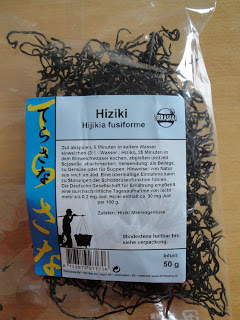 Hiziki
Hijikia fusiforme
Gut abspülen, 5 Minuten in kaltem Wasser
einweichen (5:1 - Wasser : Hiziki), 25 Minuten in
dem Einweichwasser kochen, abgießen und mit
Sojasoße, abschmecken. Verwendung: als Beilage,
zu Gemüse oder für Suppen. Hinweise: von Natur
aus reich an Jod. Eine übermäßige Einnahme kann
zu Störungen der Schilddrüsenfunktion führen.
Die Deutsche Gesellschaft für Ernährung empfiehlt
eine durchschnittliche Tagesaufnahme von nicht
mehr als 0,2 mg Jod. Hiziki enthält ca. 30 mg Jod
per 100 g.
Zutaten: Hiziki Meeresgemüse
Mindestens haltbar bis:
siehe verpackung.
Inhalt:
50 g